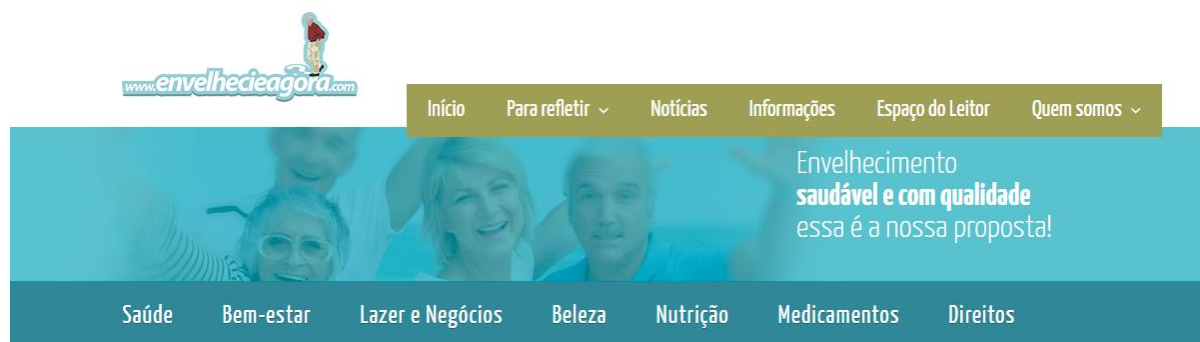 www.envelhecieagora.com
Início Para refletir Notícias Informações Espaço do Leitor Quem somos
Envelhecimento
saudável e com qualidade
essa é a nossa proposta!
Saúde Bem-estar Lazer e Negócios Beleza Nutrição Medicamentos Direitos